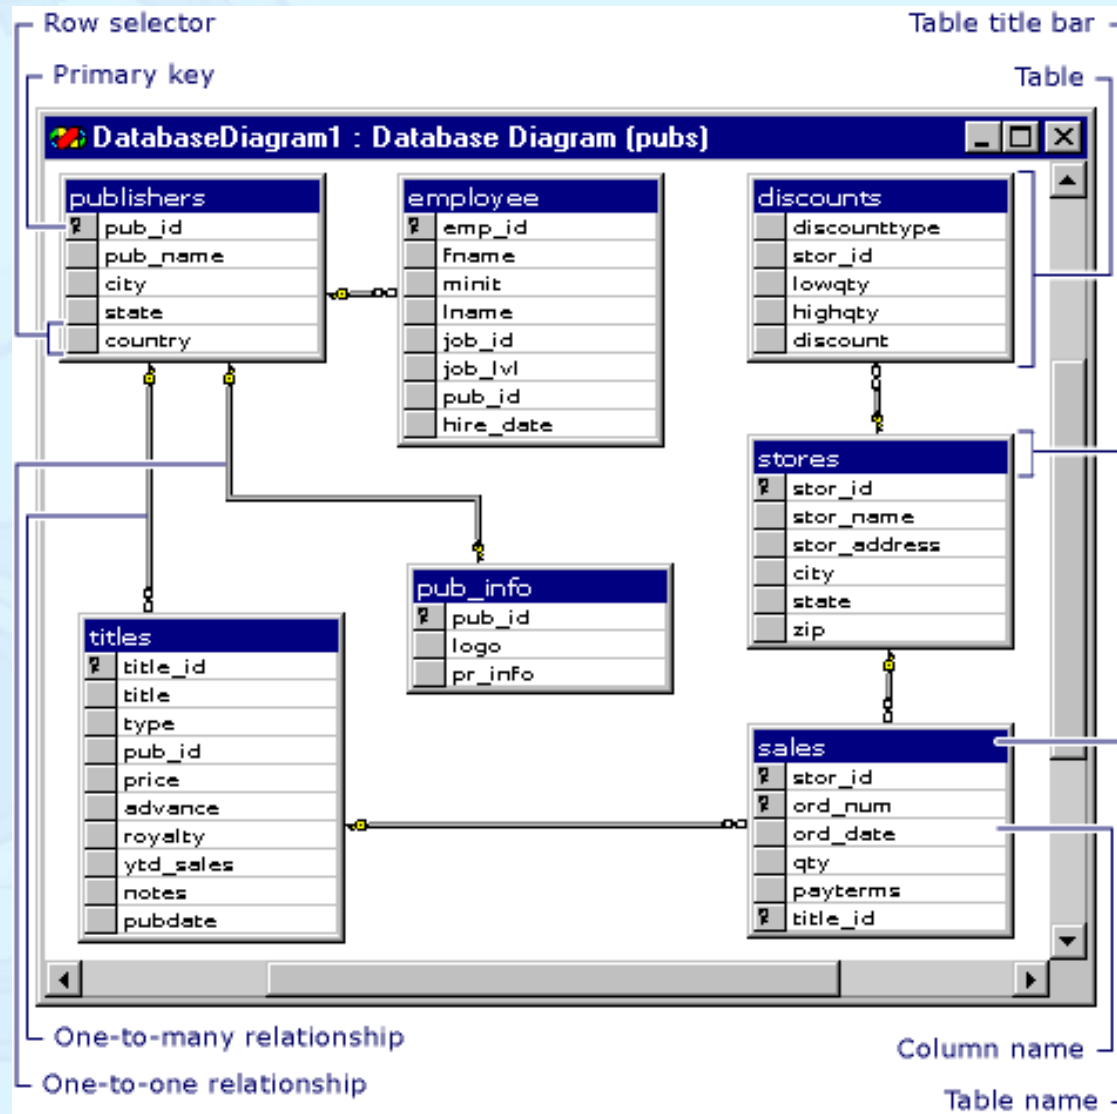 Row selector
Table title bar
Primary key
Table
DatabaseDiagram1 : Database Diagram (pubs)
publishers
pub_id
pub_name
city
state
country
employee
emp_id
fname
minit
lname
job_id
job_lvl
pub_id
hire_date
discounts
discounttype
stor_id
lowqty
highqty
discount
stores
stor_id
stor_name
stor_address
city
state
zip
pub_info
pub_id
logo
pr_info
titles
title_id
title
type
pub_id
price
advance
royalty
ytd_sales
notes
pubdate
sales
stor_id
ord_num
ord_date
qty
payterms
title_id
One-to-many relationship
One-to-one relationship
Column name
Table name